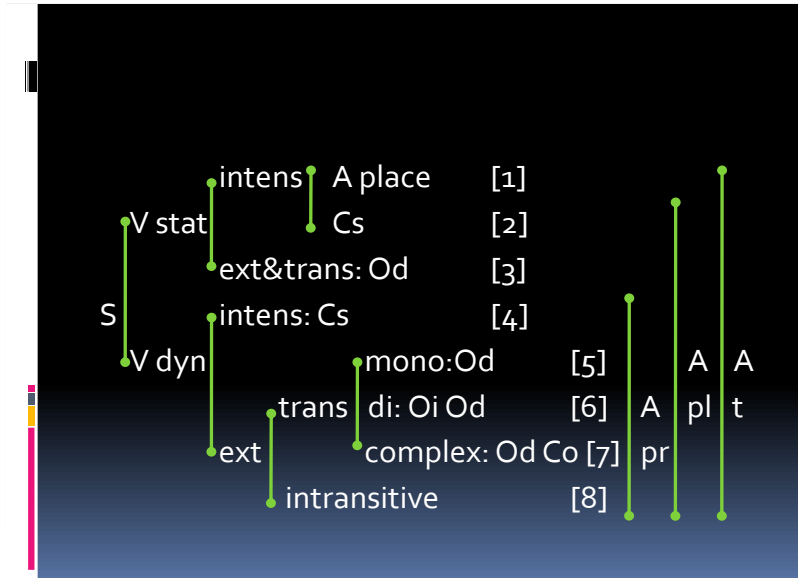 intens A place [1]
V stat Cs [2]
ext&trans: Od [3]
S intens: Cs [4]
V dyn mono:Od [5] A A
trans di: Oi Od [6] A pl t
ext complex: Od Co [7] pr
intransitive [8]